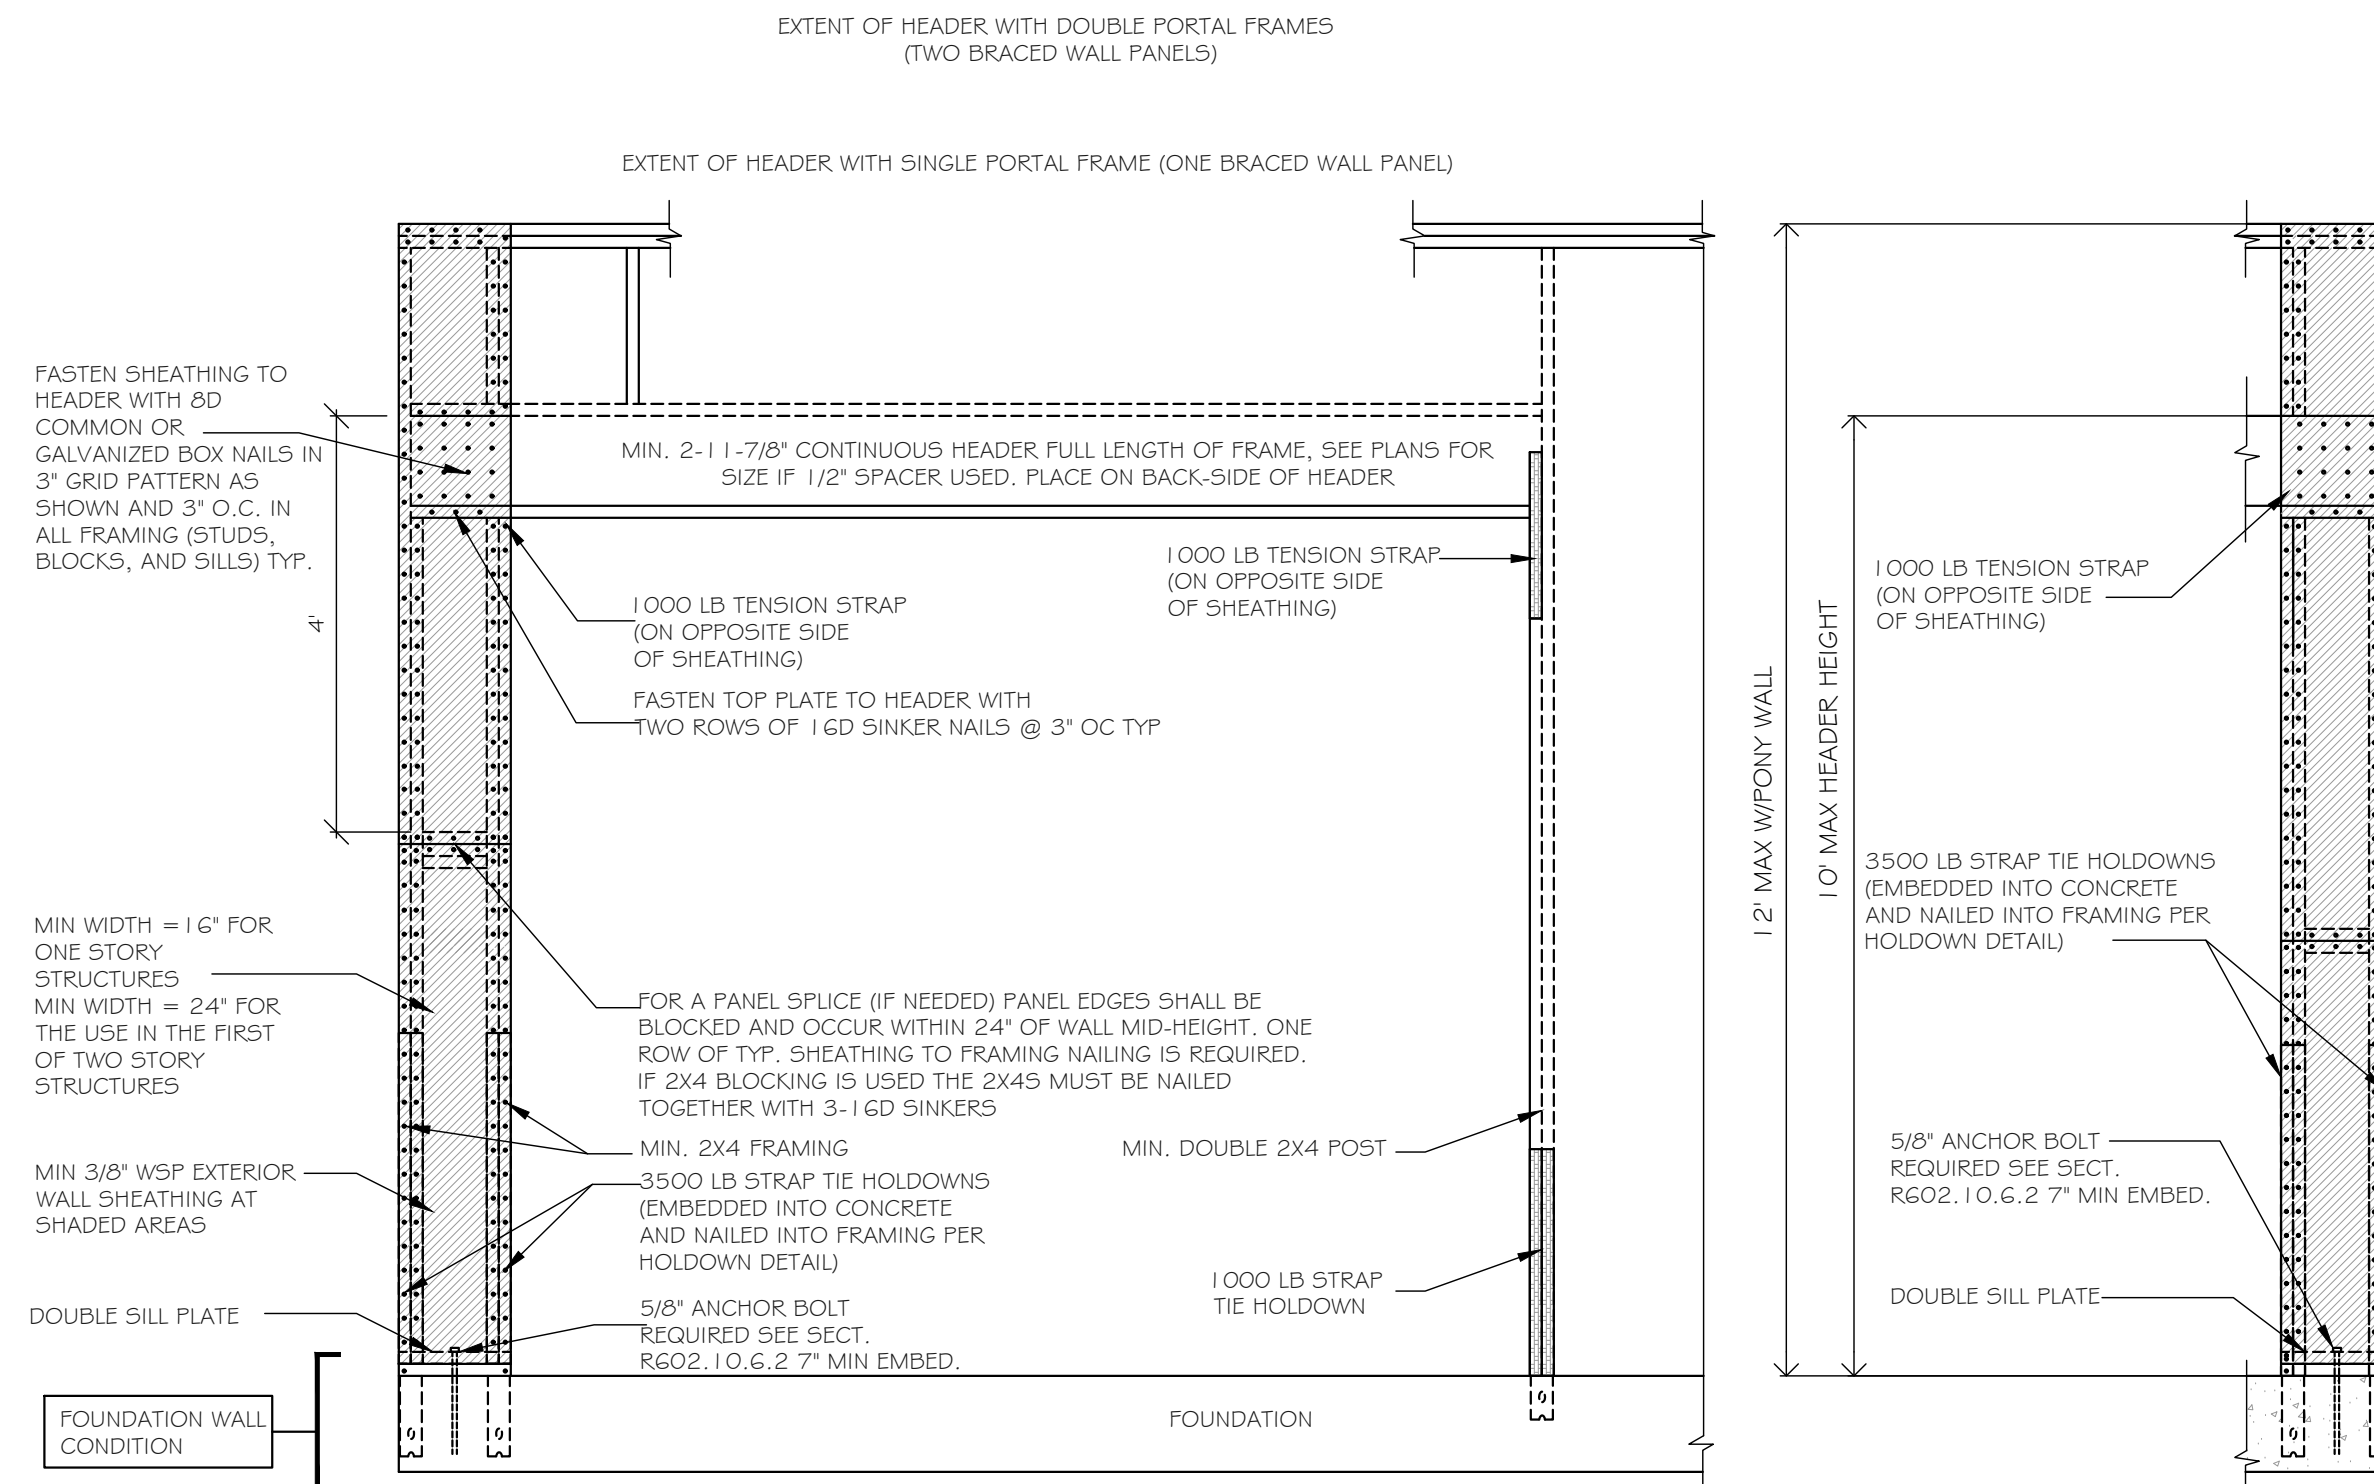 EXTENT OF HEADER WITH DOUBLE PORTAL FRAMES
(TWO BRACED WALL PANELS)
EXTENT OF HEADER WITH SINGLE PORTAL FRAME (ONE BRACED WALL PANEL)
FASTEN SHEATHING TO
HEADER WITH 8D
COMMON OR
GALVANIZED BOX NAILS IN
3" GRID PATTERN AS
SHOWN AND 3" O.C. IN
ALL FRAMING (STUDS,
BLOCKS, AND SILLS) TYP.
4'
MIN WIDTH =16" FOR
ONE STORY
STRUCTURES
MIN WIDTH = 24" FOR
THE USE IN THE FIRST
OF TWO STORY
STRUCTURES
MIN 3/8" WSP EXTERIOR
WALL SHEATHING AT
SHADED AREAS
DOUBLE SILL PLATE
FOUNDATION WALL
CONDITION
MIN. 2-11-7/8" CONTINUOUS HEADER FULL LENGTH OF FRAME, SEE PLANS FOR
SIZE IF 1/2" SPACER USED. PLACE ON BACK-SIDE OF HEADER
1000 LB TENSION STRAP
(ON OPPOSITE SIDE
OF SHEATHING)
FASTEN TOP PLATE TO HEADER WITH
TWO ROWS OF 16D SINKER NAILS @ 3" OC TYP
1000 LB TENSION STRAP
(ON OPPOSITE SIDE
OF SHEATHING)
FOR A PANEL SPLICE (IF NEEDED) PANEL EDGES SHALL BE
BLOCKED AND OCCUR WITHIN 24" OF WALL MID-HEIGHT. ONE
ROW OF TYP. SHEATHING TO FRAMING NAILING IS REQUIRED.
IF 2X4 BLOCKING IS USED THE 2X4S MUST BE NAILED
TOGETHER WITH 3-16D SINKERS
MIN. 2X4 FRAMING
3500 LB STRAP TIE HOLDOWNS
(EMBEDDED INTO CONCRETE
AND NAILED INTO FRAMING PER
HOLDOWN DETAIL)
5/8" ANCHOR BOLT
REQUIRED SEE SECT.
R602.10.6.2 7" MIN EMBED.
MIN. DOUBLE 2X4 POST
1000 LB STRAP
TIE HOLDOWN
FOUNDATION
12' MAX W/PONY WALL
10' MAX HEADER HEIGHT
1000 LB TENSION STRAP
(ON OPPOSITE SIDE
OF SHEATHING)
3500 LB STRAP TIE HOLDOWNS
(EMBEDDED INTO CONCRETE
AND NAILED INTO FRAMING PER
HOLDOWN DETAIL)
5/8" ANCHOR BOLT
REQUIRED SEE SECT.
R602.10.6.2 7" MIN EMBED.
DOUBLE SILL PLATE